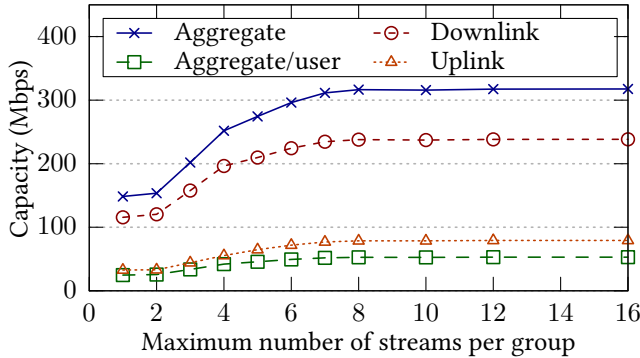 Aggregate
Downlink
Aggregate/user
Uplink
Capacity (Mbps)
400
300
200
100
0
0 2 4 6 8 10 12 14 16
Maximum number of streams per group